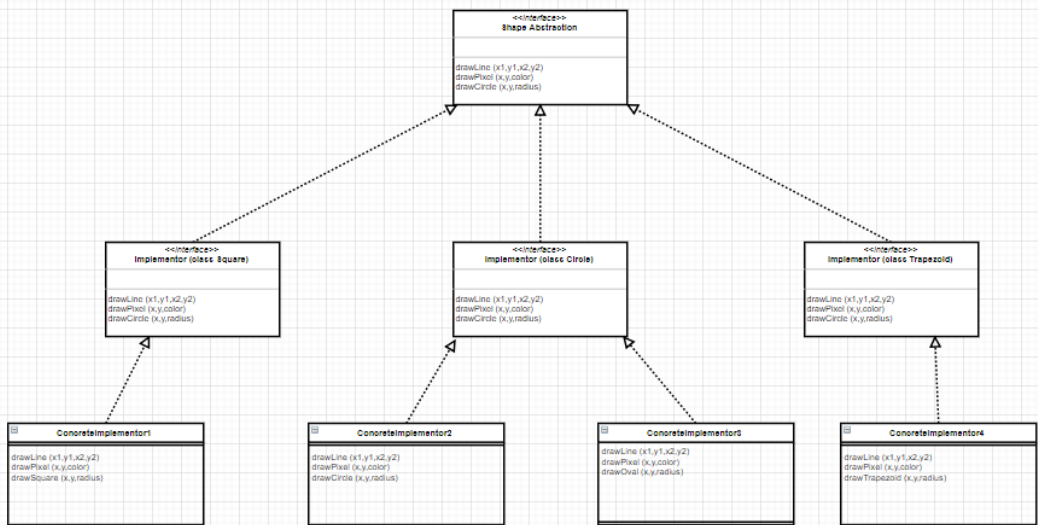 <<interface>>
Shape Abstraction
drawLine (x1,y1,x2,y2)
drawPixel (x,y,color)
drawCircle (x,y,radius)
<<interface>>
Implementor (class Square)
drawLine (x1,y1,x2,y2)
drawPixel (x,y,color)
drawCircle (x,y,radius)
<<interface>>
Implementor (class Circle)
drawLine (x1,y1,x2,y2)
drawPixel (x,y,color)
drawCircle (x,y,radius)
<<interface>>
Implementor (class Trapezoid)
drawLine (x1,y1,x2,y2)
drawPixel (x,y,color)
drawCircle (x,y,radius)
ConcreteImplementor1
drawLine (x1,y1,x2,y2)
drawPixel (x,y,color)
drawSquare (x,y,radius)
ConcreteImplementor2
drawLine (x1,y1,x2,y2)
drawPixel (x,y,color)
drawCircle (x,y,radius)
ConcreteImplementor3
drawLine (x1,y1,x2,y2)
drawPixel (x,y,color)
drawOval (x,y,radius)
ConcreteImplementor4
drawLine (x1,y1,x2,y2)
drawPixel (x,y,color)
drawTrapezoid (x,y,radius)